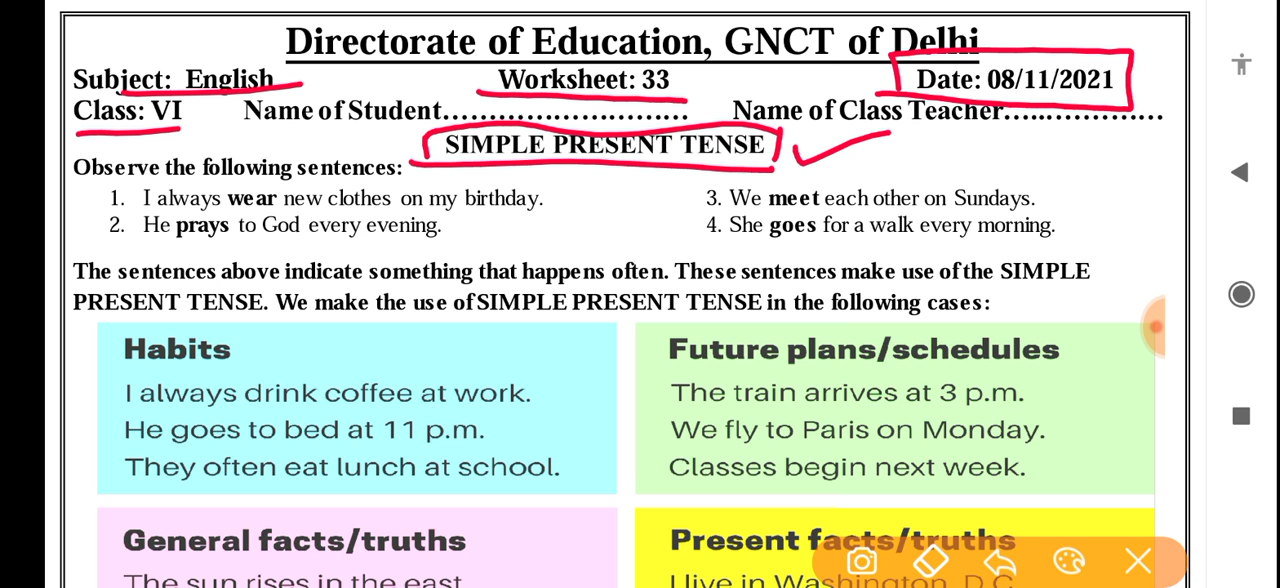 Directorate of Education, GNCT of Delhi
Subject: English Worksheet: 33 Date: 08/11/2021
Class: VI Name of Student............................. Name of Class Teacher....................
SIMPLE PRESENT TENSE
Observe the following sentences:
1. I always wear new clothes on my birthday. 3. We meet each other on Sundays.
2. He prays to God every evening. 4. She goes for a walk every morning.
The sentences above indicate something that happens often. These sentences make use of the SIMPLE
PRESENT TENSE. We make the use of SIMPLE PRESENT TENSE in the following cases:
Habits
I always drink coffee at work.
He goes to bed at 11 p.m.
They often eat lunch at school.
Future plans/schedules
The train arrives at 3 p.m.
We fly to Paris on Monday.
Classes begin next week.
General facts/truths
The sun rises in the east
Present facts/truths
I live in Washington, D.C.